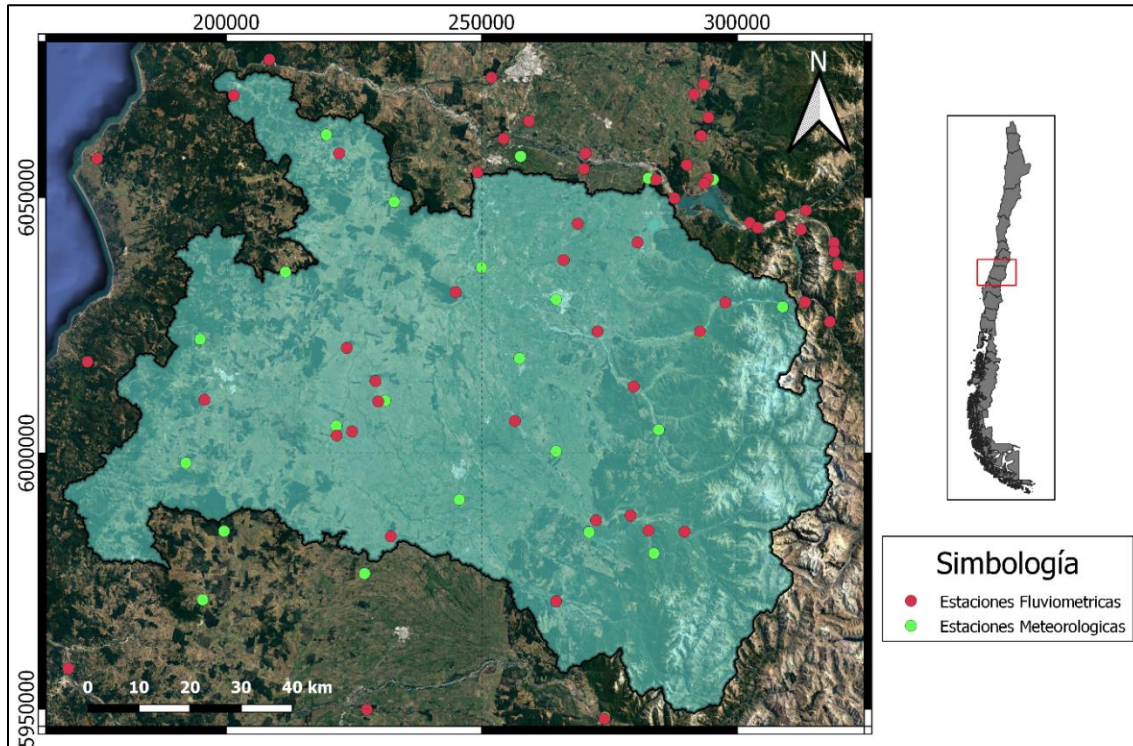 200000 250000 300000
N
6050000
6000000
5950000
0 10 20 30 40 km
Simbología
Estaciones Fluviometricas
Estaciones Meteorologicas